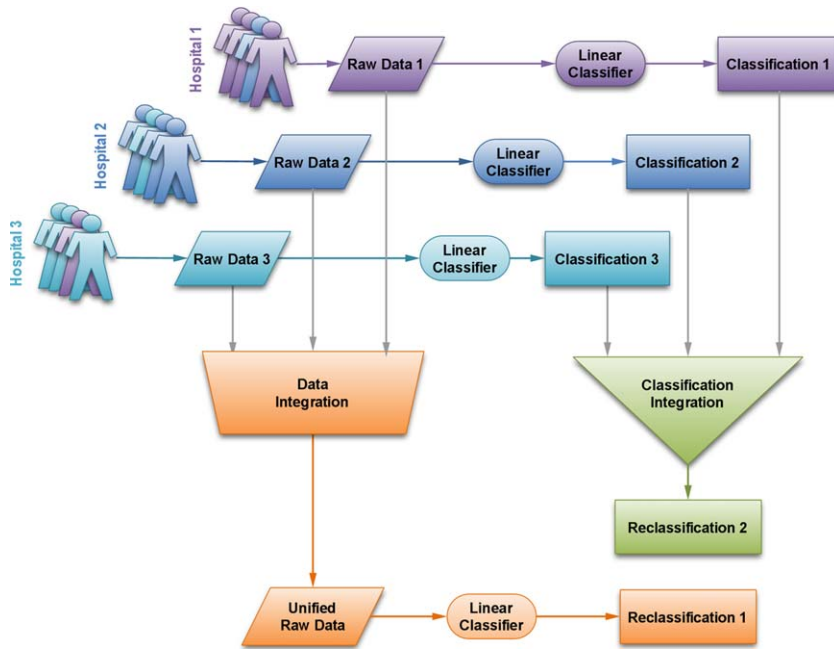 Hospital 1
Raw Data 1
Linear
Classifier
Classification 1
Hospital 2
Raw Data 2
Linear
Classifier
Classification 2
Hospital 3
Raw Data 3
Linear
Classifier
Classification 3
Data
Integration
Classification
Integration
Reclassification 2
Unified
Raw Data
Linear
Classifier
Reclassification 1